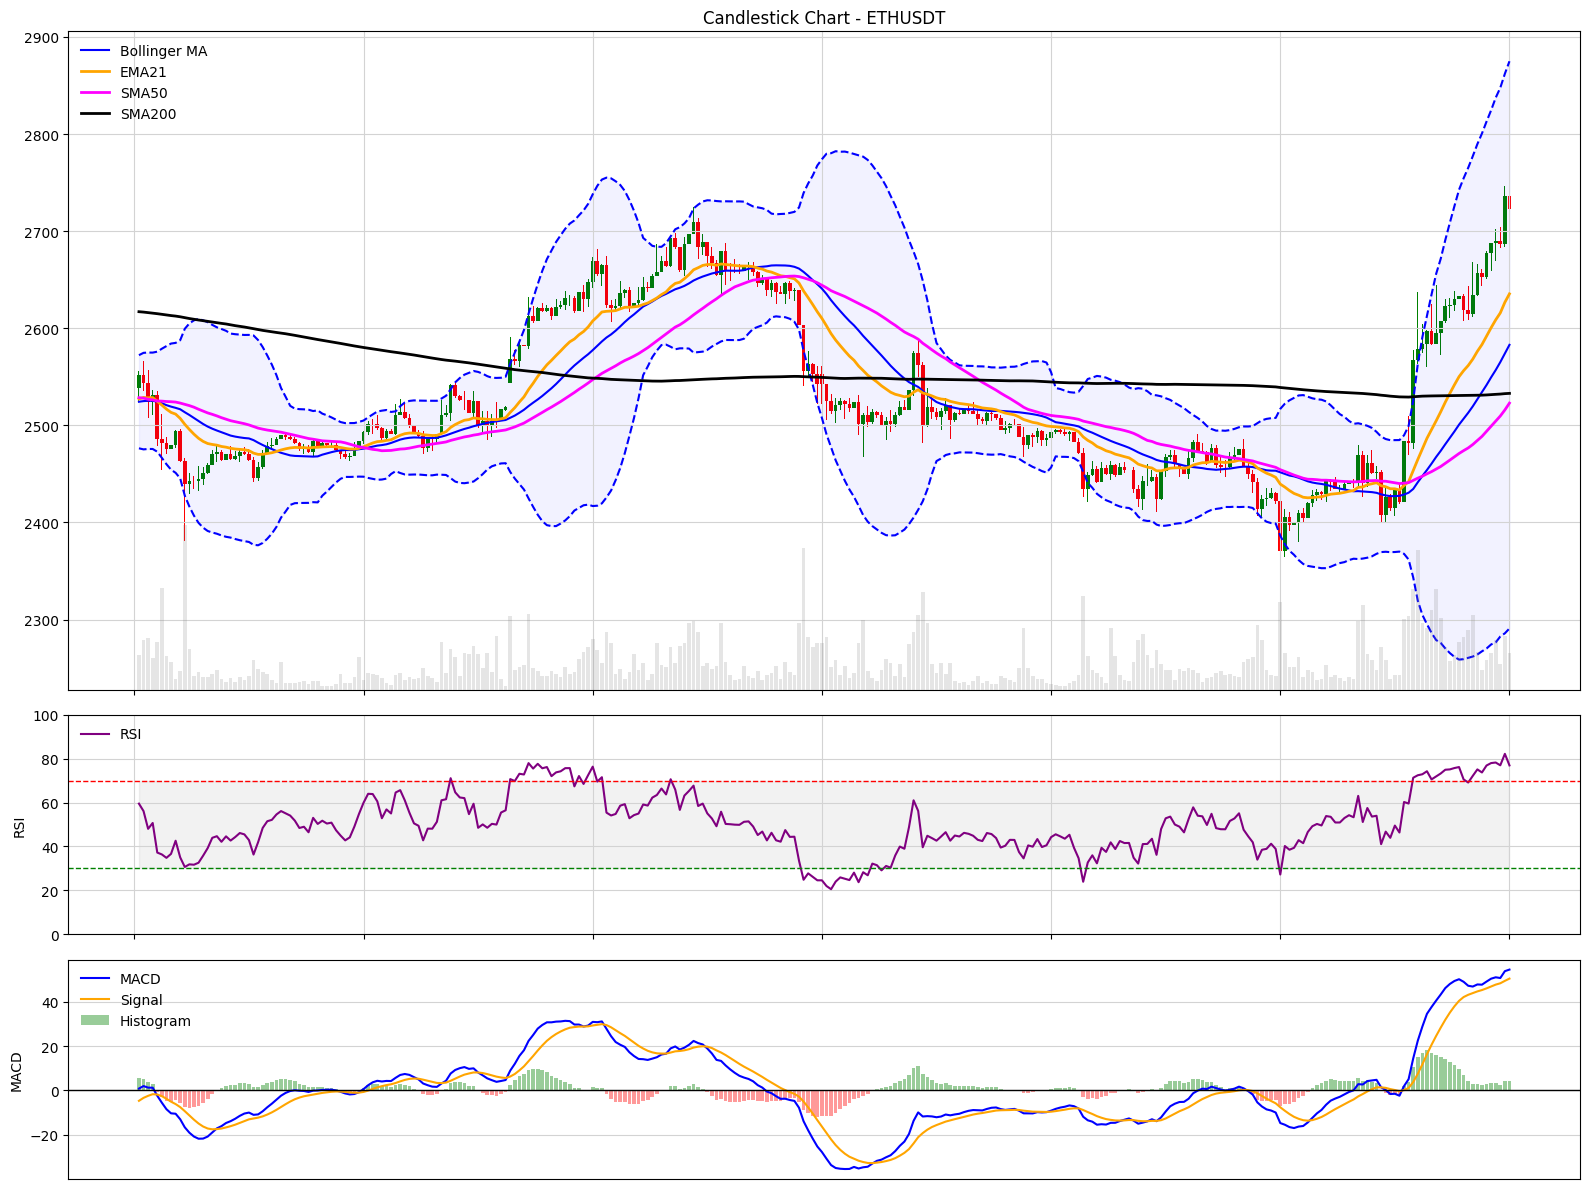 Candlestick Chart - ETHUSDT
2900
2800
2700
2600
2500
2400
2300
Bollinger MA
EMA21
SMA50
SMA200
100
80
60
40
20
0
RSI
RSI
40
20
0
−20
MACD
MACD
Signal
Histogram